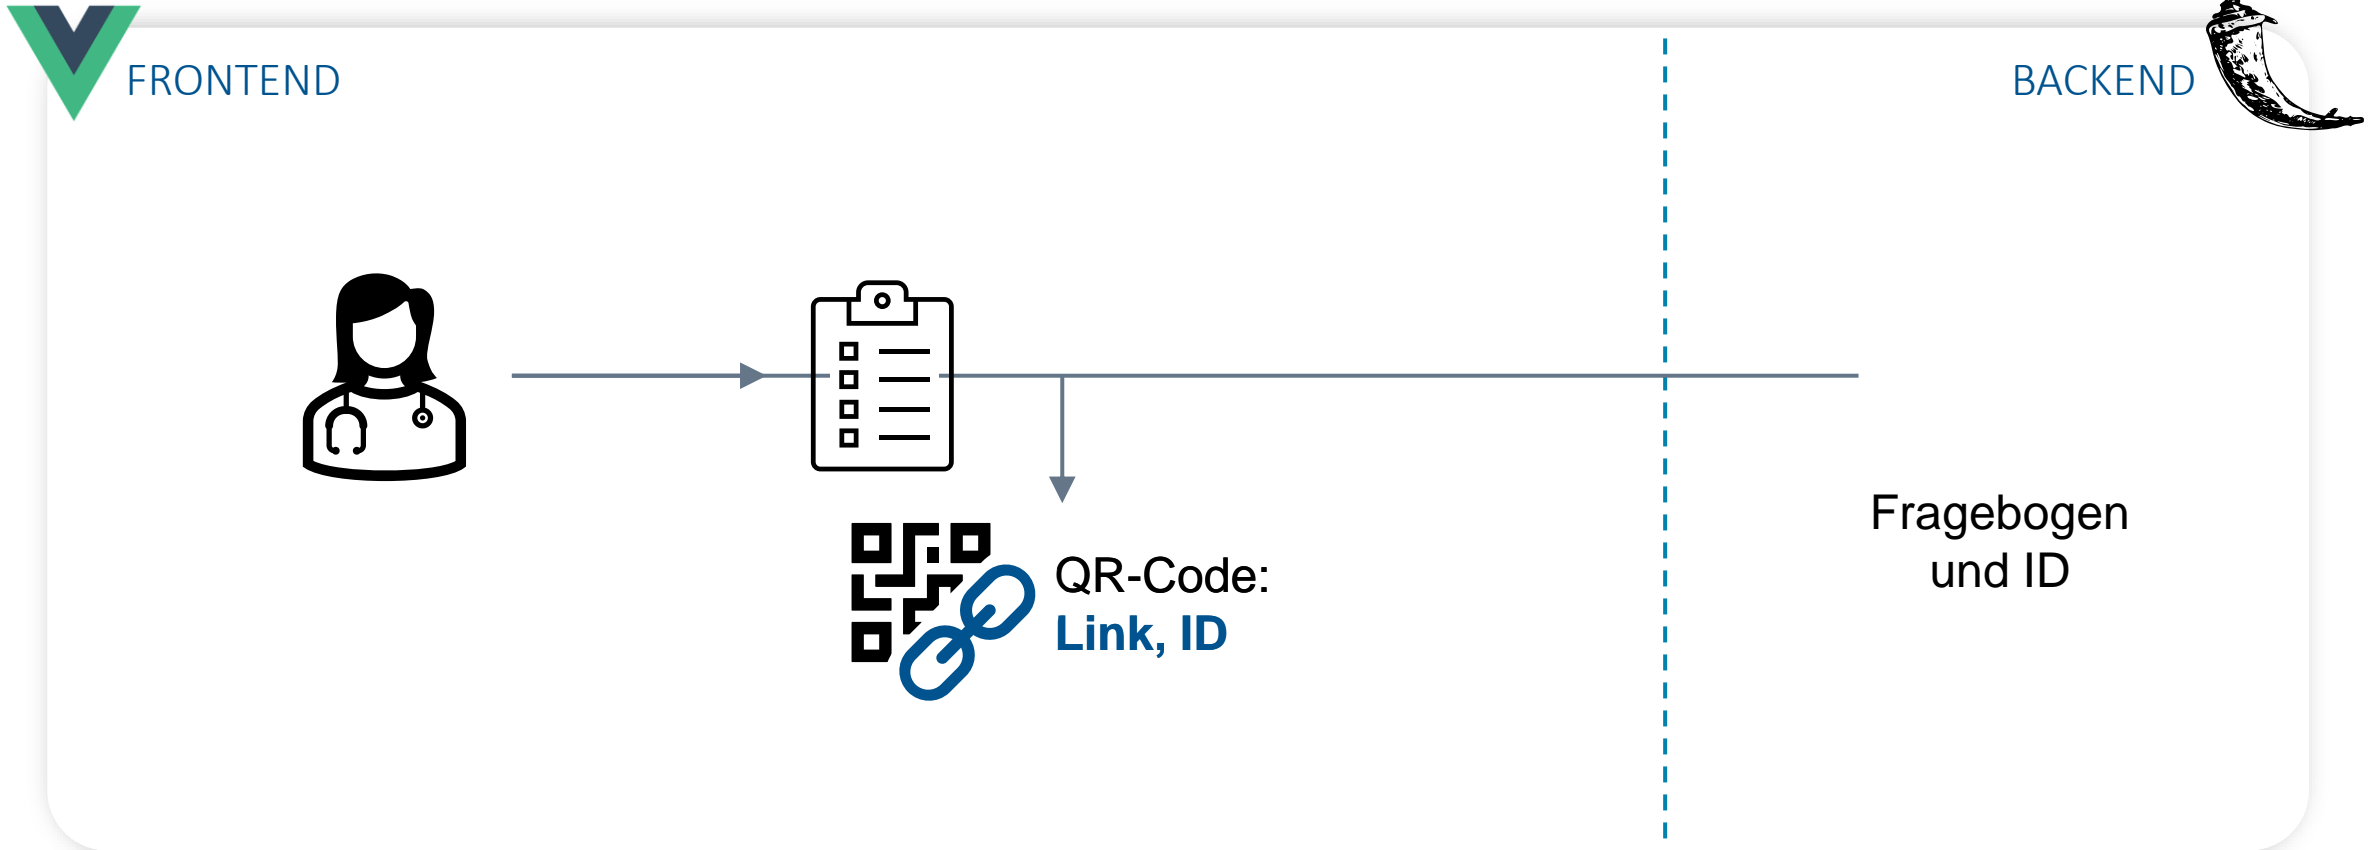 FRONTEND
BACKEND
QR-Code:
Link, ID
Fragebogen
und ID